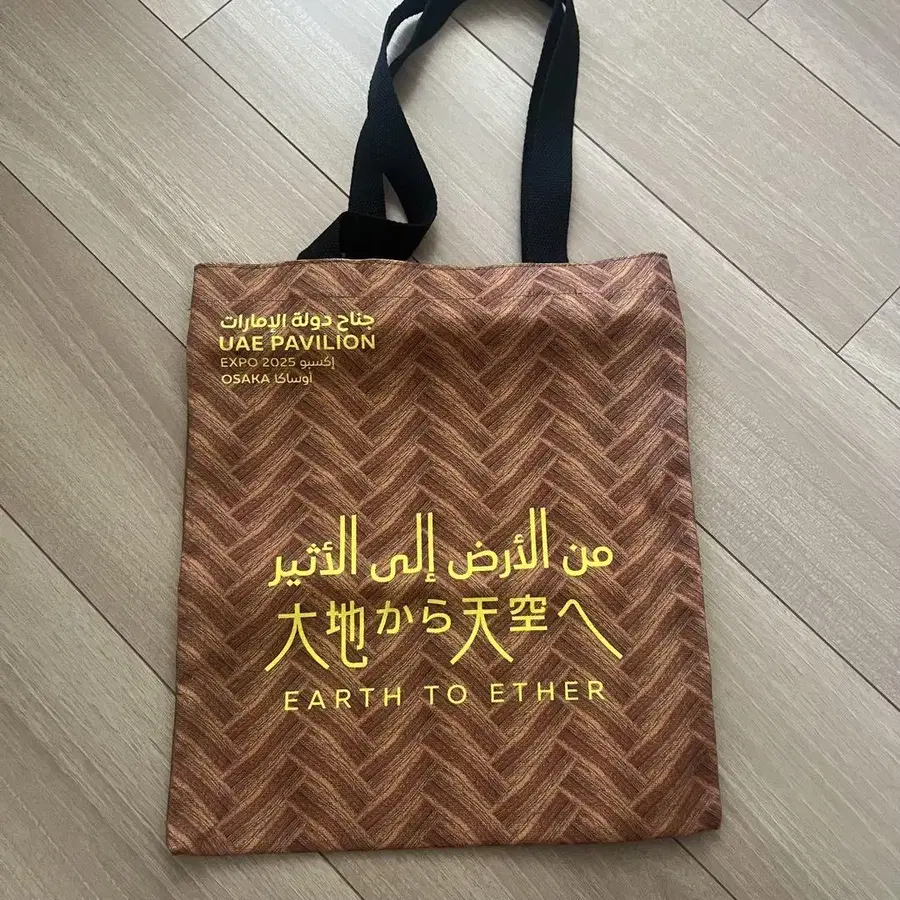 جناح دولة الإمارات
UAE PAVILION
EXPO 2025 إكسبو
OSAKA أوساكا
من الأرض إلى الأثير
大地から天空へ
EARTH TO ETHER